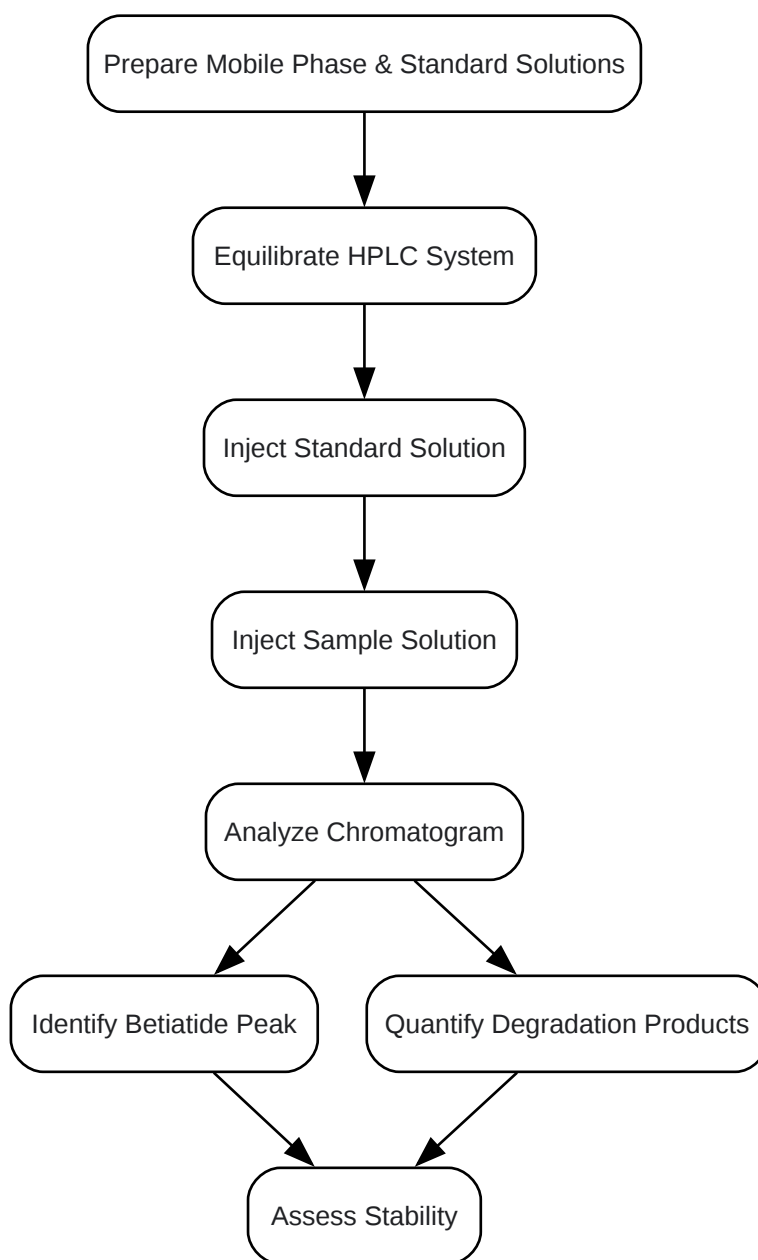 Prepare Mobile Phase & Standard Solutions
Equilibrate HPLC System
Inject Standard Solution
Inject Sample Solution
Analyze Chromatogram
Identify Betiatide Peak
Quantify Degradation Products
Assess Stability